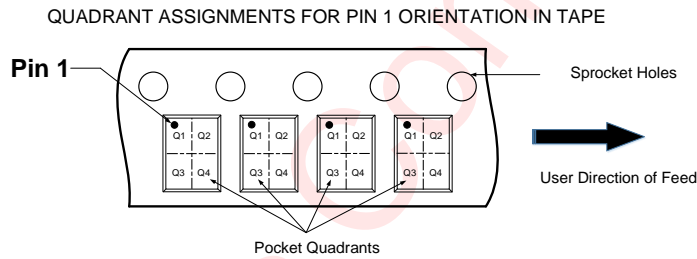 QUADRANT ASSIGNMENTS FOR PIN 1 ORIENTATION IN TAPE
Pin 1
Sprocket Holes
Q1 Q2 Q1 Q2 Q1 Q2 Q1 Q2
Q3 Q4 Q3 Q4 Q3 Q4 Q3 Q4
User Direction of Feed
Pocket Quadrants